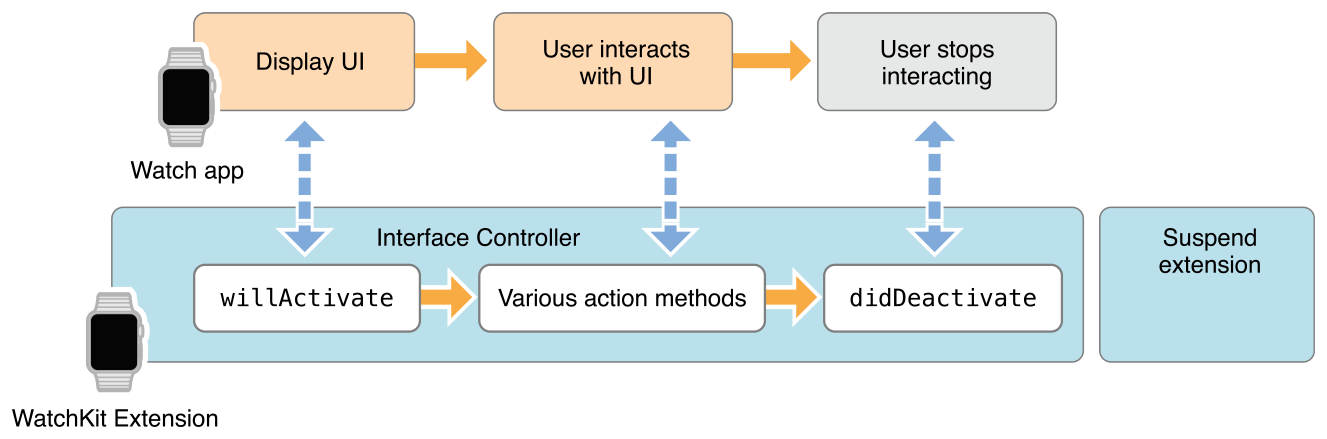 Display UI
User interacts
with UI
User stops
interacting
Watch app
Interface Controller
Suspend
extension
willActivate
Various action methods
didDeactivate
WatchKit Extension